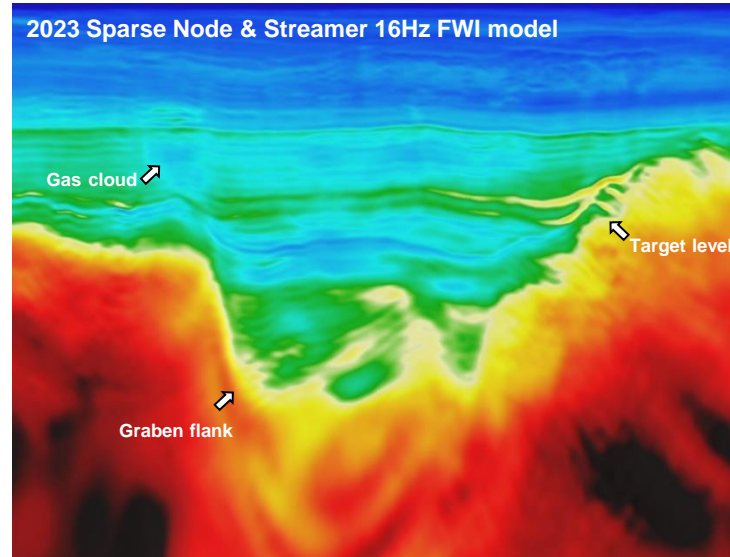 2023 Sparse Node & Streamer 16Hz FWI model
Gas cloud
Target level
Graben flank